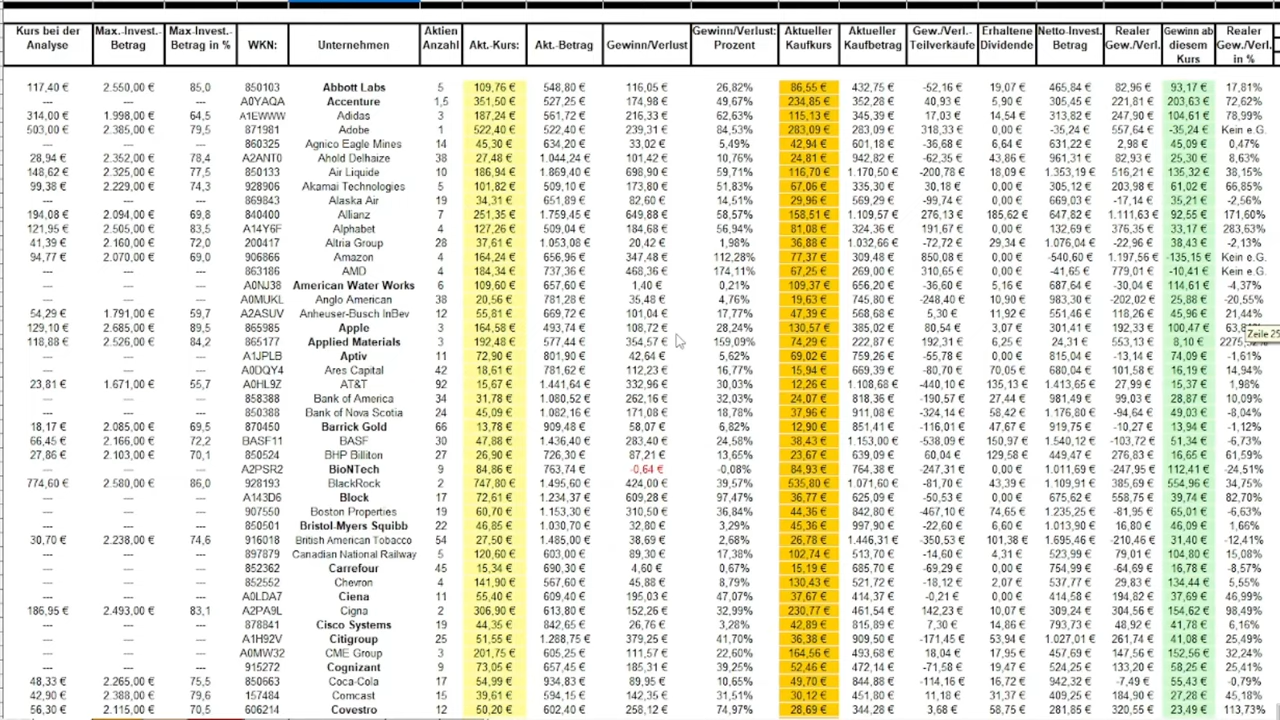 Kurs bei der Analyse Max.-Invest.-Betrag Max-Invest.-Betrag in % WKN: Unternehmen Aktien Anzahl Akt.-Kurs: Akt.-Betrag Gewinn/Verlust Gewinn/Verlust: Prozent Aktueller Kaufkurs Aktueller Kaufbetrag Gew./Verl.-Teilverkaufe Erhaltene Dividende Netto-Invest. Betrag Realer Gew./Verl. Gewinn ab diesem Kurs Realer Gew./Verl. in %
117,40 € 2.550,00 € 85,0 850103 Abbott Labs 5 109,76 € 548,80 € 116,05 € 26,82% 86,55 € 432,75 € -52,16 € 19,07 € 465,84 € 82,96 € 93,17 € 17,81%
--- --- --- A0YAQA Accenture 1,5 351,50 € 527,25 € 174,98 € 49,67% 234,85 € 352,28 € 40,93 € 5,90 € 305,45 € 221,81 € 203,63 € 72,62%
314,00 € 1.998,00 € 64,5 A1EWWW Adidas 3 187,24 € 561,72 € 216,33 € 62,63% 115,13 € 345,39 € 17,03 € 14,54 € 313,82 € 247,90 € 104,61 € 78,99%
503,00 € 2.385,00 € 79,5 871981 Adobe 1 522,40 € 522,40 € 239,31 € 84,53% 283,09 € 283,09 € 318,33 € 0,00 € -35,24 € 557,64 € -35,24 € Kein e.G.
--- --- --- 860325 Agnico Eagle Mines 14 45,30 € 634,20 € 33,02 € 5,49% 42,94 € 601,18 € -36,68 € 6,64 € 631,22 € 2,98 € 45,09 € 0,47%
28,94 € 2.352,00 € 78,4 A2ANT0 Ahold Delhaize 38 27,48 € 1.044,24 € 101,42 € 10,76% 24,81 € 942,82 € -62,35 € 43,86 € 961,31 € 82,93 € 25,30 € 8,63%
148,62 € 2.325,00 € 77,5 850133 Air Liquide 10 186,94 € 1.869,40 € 698,90 € 59,71% 116,70 € 1.170,50 € -200,78 € 18,09 € 1.353,19 € 516,21 € 135,32 € 38,15%
99,38 € 2.229,00 € 74,3 928906 Akamai Technologies 5 101,82 € 509,10 € 173,80 € 51,83% 67,06 € 335,30 € 30,18 € 0,00 € 305,12 € 203,98 € 61,02 € 66,85%
--- --- --- 869843 Alaska Air 19 34,31 € 651,89 € 82,60 € 14,51% 29,96 € 569,29 € -99,74 € 0,00 € 669,03 € -17,14 € 35,21 € -2,56%
194,08 € 2.094,00 € 69,8 840400 Allianz 7 251,35 € 1.759,45 € 649,88 € 58,57% 158,51 € 1.109,57 € 276,13 € 185,62 € 647,82 € 1.111,63 € 92,55 € 171,60%
121,95 € 2.505,00 € 83,5 A14Y6F Alphabet 4 127,26 € 509,04 € 184,68 € 56,94% 81,08 € 324,36 € 191,67 € 0,00 € 132,69 € 376,35 € 33,17 € 283,63%
41,39 € 2.160,00 € 72,0 200417 Altria Group 28 37,61 € 1.053,08 € 20,42 € 1,98% 36,88 € 1.032,66 € -72,72 € 29,34 € 1.076,04 € -22,96 € 38,43 € -2,13%
94,77 € 2.070,00 € 69,0 906866 Amazon 4 164,24 € 656,96 € 347,48 € 112,28% 77,37 € 309,48 € 850,08 € 0,00 € -540,60 € 1.197,56 € -135,15 € Kein e.G.
--- --- --- 863186 AMD 4 184,34 € 737,36 € 468,36 € 174,11% 67,25 € 269,00 € 310,65 € 0,00 € -41,65 € 779,01 € -10,41 € Kein e.G.
--- --- --- A0NJ38 American Water Works 6 109,60 € 657,60 € 1,40 € 0,21% 109,37 € 656,20 € -36,60 € 5,16 € 687,64 € -30,04 € 114,61 € -4,37%
--- --- --- A0MUKL Anglo American 38 20,56 € 781,28 € 35,48 € 4,76% 19,63 € 745,80 € -248,40 € 10,90 € 983,30 € -202,02 € 25,88 € -20,55%
54,29 € 1.791,00 € 59,7 A2ASUV Anheuser-Busch InBev 12 55,81 € 669,72 € 101,04 € 17,77% 47,39 € 568,68 € 5,30 € 11,92 € 551,46 € 118,26 € 45,96 € 21,44%
129,10 € 2.685,00 € 89,5 865985 Apple 3 164,58 € 493,74 € 108,72 € 28,24% 130,57 € 385,02 € 80,54 € 3,07 € 301,41 € 192,33 € 100,47 €
118,88 € 2.526,00 € 84,2 865177 Applied Materials 3 192,48 € 577,44 € 354,57 € 159,09% 74,29 € 222,87 € 192,31 € 6,25 € 24,31 € 553,13 € 8,10 € Zeile 25
--- --- --- A1JPLB Aptiv 11 72,90 € 801,90 € 42,64 € 5,62% 69,02 € 759,26 € -55,78 € 0,00 € 815,04 € -13,14 € 74,09 € -1,61%
--- --- --- A0DQY4 Ares Capital 42 18,61 € 781,62 € 112,23 € 16,77% 15,94 € 669,39 € -80,70 € 70,05 € 680,04 € 101,58 € 16,19 € 14,94%
23,81 € 1.671,00 € 55,7 A0HL9Z AT&T 92 15,67 € 1.441,64 € 332,96 € 30,03% 12,26 € 1.108,68 € -440,10 € 135,13 € 1.413,65 € 27,99 € 15,37 € 1,98%
--- --- --- 858388 Bank of America 34 31,78 € 1.080,52 € 262,16 € 32,03% 24,07 € 818,36 € -190,57 € 27,44 € 981,49 € 99,03 € 28,87 € 10,09%
--- --- --- 850388 Bank of Nova Scotia 24 45,09 € 1.082,16 € 171,08 € 18,78% 37,96 € 911,08 € -324,14 € 58,42 € 1.176,80 € -94,64 € 49,03 € -8,04%
18,17 € 2.085,00 € 69,5 870450 Barrick Gold 66 13,78 € 909,48 € 58,07 € 6,82% 12,90 € 851,41 € -116,01 € 47,67 € 919,75 € -10,27 € 13,94 € -1,12%
66,45 € 2.166,00 € 72,2 BASF11 BASF 30 47,88 € 1.436,40 € 283,40 € 24,58% 38,43 € 1.153,00 € -538,09 € 150,97 € 1.540,12 € -103,72 € 51,34 € -6,73%
27,86 € 2.103,00 € 70,1 850524 BHP Billiton 27 26,90 € 726,30 € 87,21 € 13,65% 23,67 € 639,09 € 60,04 € 129,58 € 449,47 € 276,83 € 16,65 € 61,59%
--- --- --- A2PSR2 BioNTech 9 84,86 € 763,74 € -0,64 € -0,08% 84,93 € 764,38 € -247,31 € 0,00 € 1.011,69 € -247,95 € 112,41 € -24,51%
774,60 € 2.580,00 € 86,0 928193 BlackRock 2 747,80 € 1.495,60 € 424,00 € 39,57% 535,80 € 1.071,60 € -81,70 € 43,39 € 1.109,91 € 385,69 € 554,96 € 34,75%
--- --- --- A143D6 Block 17 72,61 € 1.234,37 € 609,28 € 97,47% 36,77 € 625,09 € -50,53 € 0,00 € 675,62 € 558,75 € 39,74 € 82,70%
--- --- --- 907550 Boston Properties 19 60,70 € 1.153,30 € 310,50 € 36,84% 44,36 € 842,80 € -467,10 € 74,65 € 1.235,25 € -81,95 € 65,01 € -6,63%
--- --- --- 850501 Bristol-Myers Squibb 22 46,85 € 1.030,70 € 32,80 € 3,29% 45,36 € 997,90 € -22,60 € 6,60 € 1.013,90 € 16,80 € 46,09 € 1,66%
30,70 € 2.238,00 € 74,6 916018 British American Tobacco 54 27,50 € 1.485,00 € 38,69 € 2,68% 26,78 € 1.446,31 € -350,53 € 101,38 € 1.695,46 € -210,46 € 31,40 € -12,41%
--- --- --- 897879 Canadian National Railway 5 120,60 € 603,00 € 89,30 € 17,38% 102,74 € 513,70 € -14,60 € 4,31 € 523,99 € 79,01 € 104,80 € 15,08%
--- --- --- 852362 Carrefour 45 15,34 € 690,30 € 4,60 € 0,67% 15,19 € 685,70 € -69,29 € 0,00 € 754,99 € -64,69 € 16,78 € -8,57%
--- --- --- 852552 Chevron 4 141,90 € 567,60 € 45,88 € 8,79% 130,43 € 521,72 € -18,12 € 2,07 € 537,77 € 29,83 € 134,44 € 5,55%
--- --- --- A0LDA7 Ciena 11 55,40 € 609,40 € 195,03 € 47,07% 37,67 € 414,37 € -0,21 € 0,00 € 414,58 € 194,82 € 37,69 € 46,99%
186,95 € 2.493,00 € 83,1 A2PA9L Cigna 2 306,90 € 613,80 € 152,26 € 32,99% 230,77 € 461,54 € 142,23 € 10,07 € 309,24 € 304,56 € 154,62 € 98,49%
--- --- --- 878841 Cisco Systems 19 44,35 € 842,65 € 26,76 € 3,28% 42,89 € 815,89 € 7,30 € 14,86 € 793,73 € 48,92 € 41,78 € 6,16%
--- --- --- A1H92V Citigroup 25 51,55 € 1.288,75 € 379,25 € 41,70% 36,38 € 909,50 € -171,45 € 53,94 € 1.027,01 € 261,74 € 41,08 € 25,49%
--- --- --- A0MW32 CME Group 3 201,75 € 605,25 € 111,57 € 22,60% 164,56 € 493,68 € 18,04 € 17,95 € 457,69 € 147,56 € 152,56 € 32,24%
--- --- --- 915272 Cognizant 9 73,05 € 657,45 € 185,31 € 39,25% 52,46 € 472,14 € -71,58 € 19,47 € 524,25 € 133,20 € 58,25 € 25,41%
48,33 € 2.265,00 € 75,5 850663 Coca-Cola 17 54,99 € 934,83 € 89,95 € 10,65% 49,70 € 844,88 € -114,16 € 16,72 € 942,32 € -7,49 € 55,43 € -0,79%
42,90 € 2.388,00 € 79,6 157484 Comcast 15 39,61 € 594,15 € 142,35 € 31,51% 30,12 € 451,80 € 11,18 € 31,37 € 409,25 € 184,90 € 27,28 € 45,18%
56,30 € 2.115,00 € 70,5 606214 Covestro 12 50,20 € 602,40 € 258,12 € 74,97% 28,69 € 344,28 € 3,68 € 58,75 € 281,85 € 320,55 € 23,49 € 113,73%